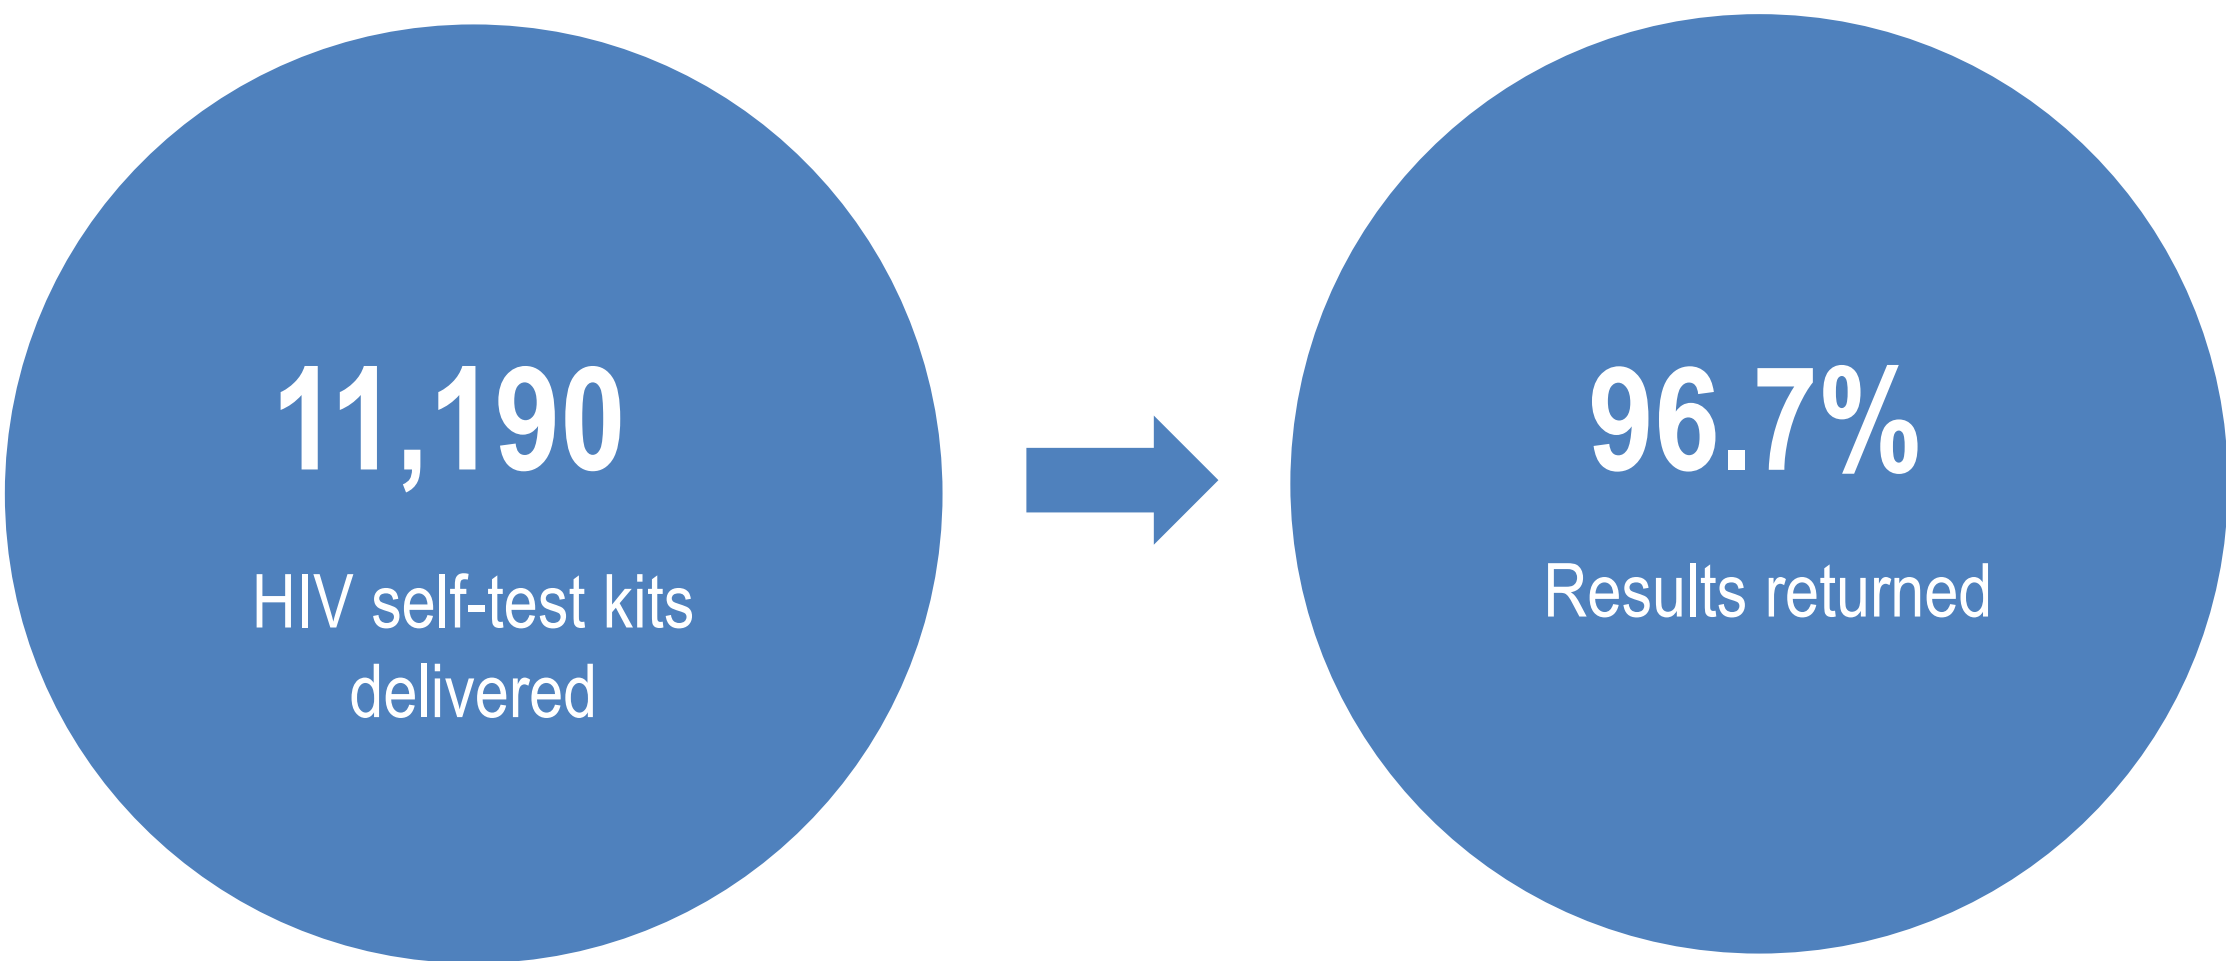 11,190
HIV self-test kits
delivered
96.7%
Results returned